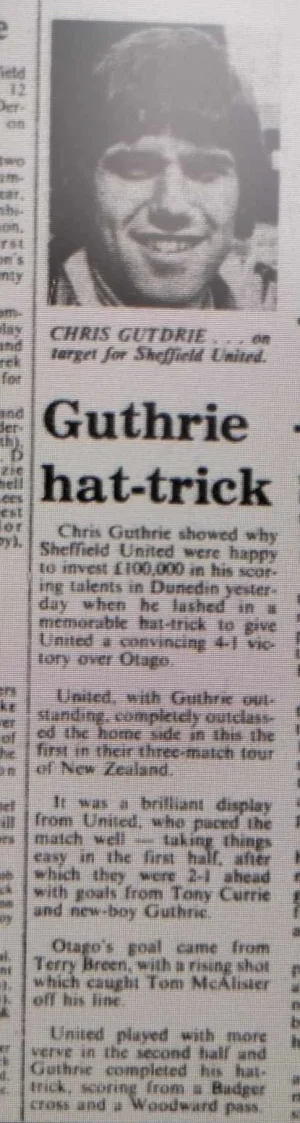 CHRIS GUTDRIE . . . on
target for Sheffield United.
Guthrie
hat-trick
Chris Guthrie showed why
Sheffield United were happy
to invest £100,000 in his scor-
ing talents in Dunedin yester-
day when he lashed in a
memorable hat-trick to give
United a convincing 4-1 vic-
tory over Otago.
United, with Guthrie out-
standing, completely outclass-
ed the home side in this the
first in their three-match tour
of New Zealand.
It was a brilliant display
from United, who paced the
match well — taking things
easy in the first half, after
which they were 2-1 ahead
with goals from Tony Currie
and new-boy Guthrie.
Otago's goal came from
Terry Breen, with a rising shot
which caught Tom McAlister
off his line.
United played with more
verve in the second half and
Guthrie completed his hat-
trick, scoring from a Badger
cross and a Woodward pass.